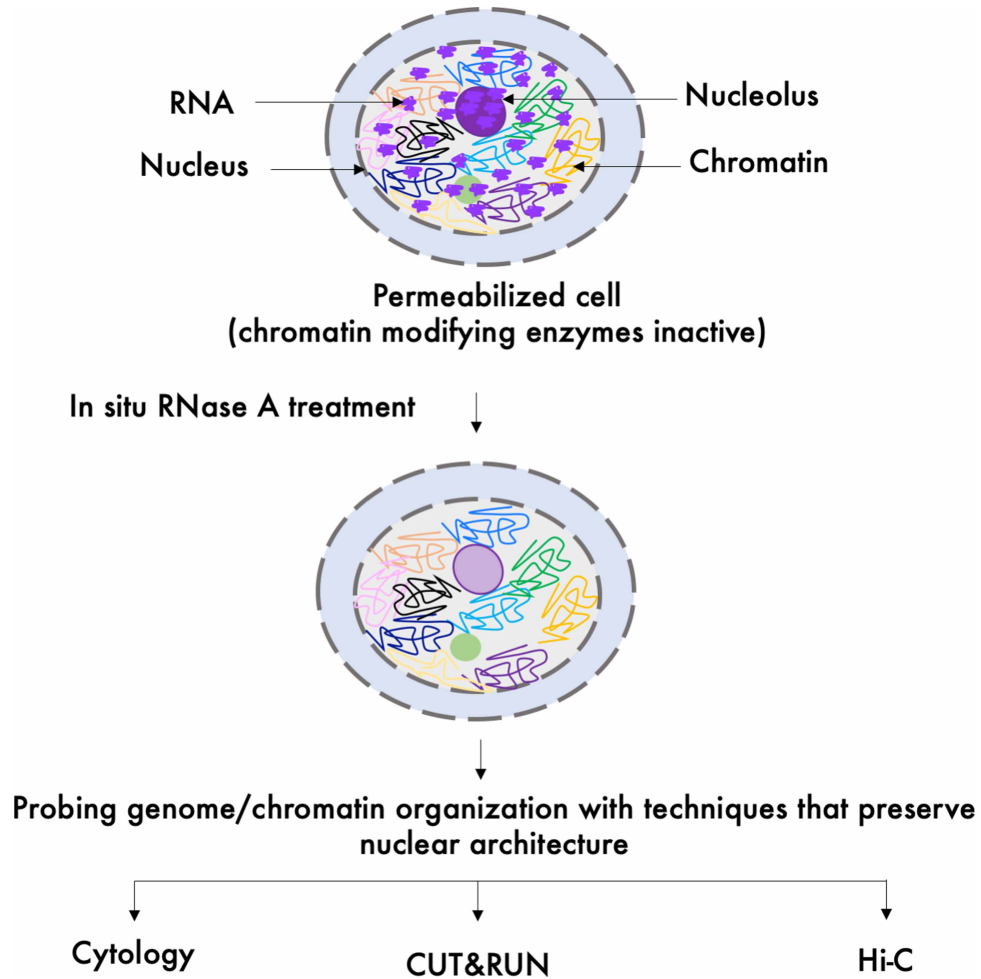 RNA
Nucleolus
Nucleus
Chromatin
Permeabilized cell
(chromatin modifying enzymes inactive)
In situ RNase A treatment
Probing genome/chromatin organization with techniques that preserve
nuclear architecture
Cytology
CUT&RUN
Hi-C